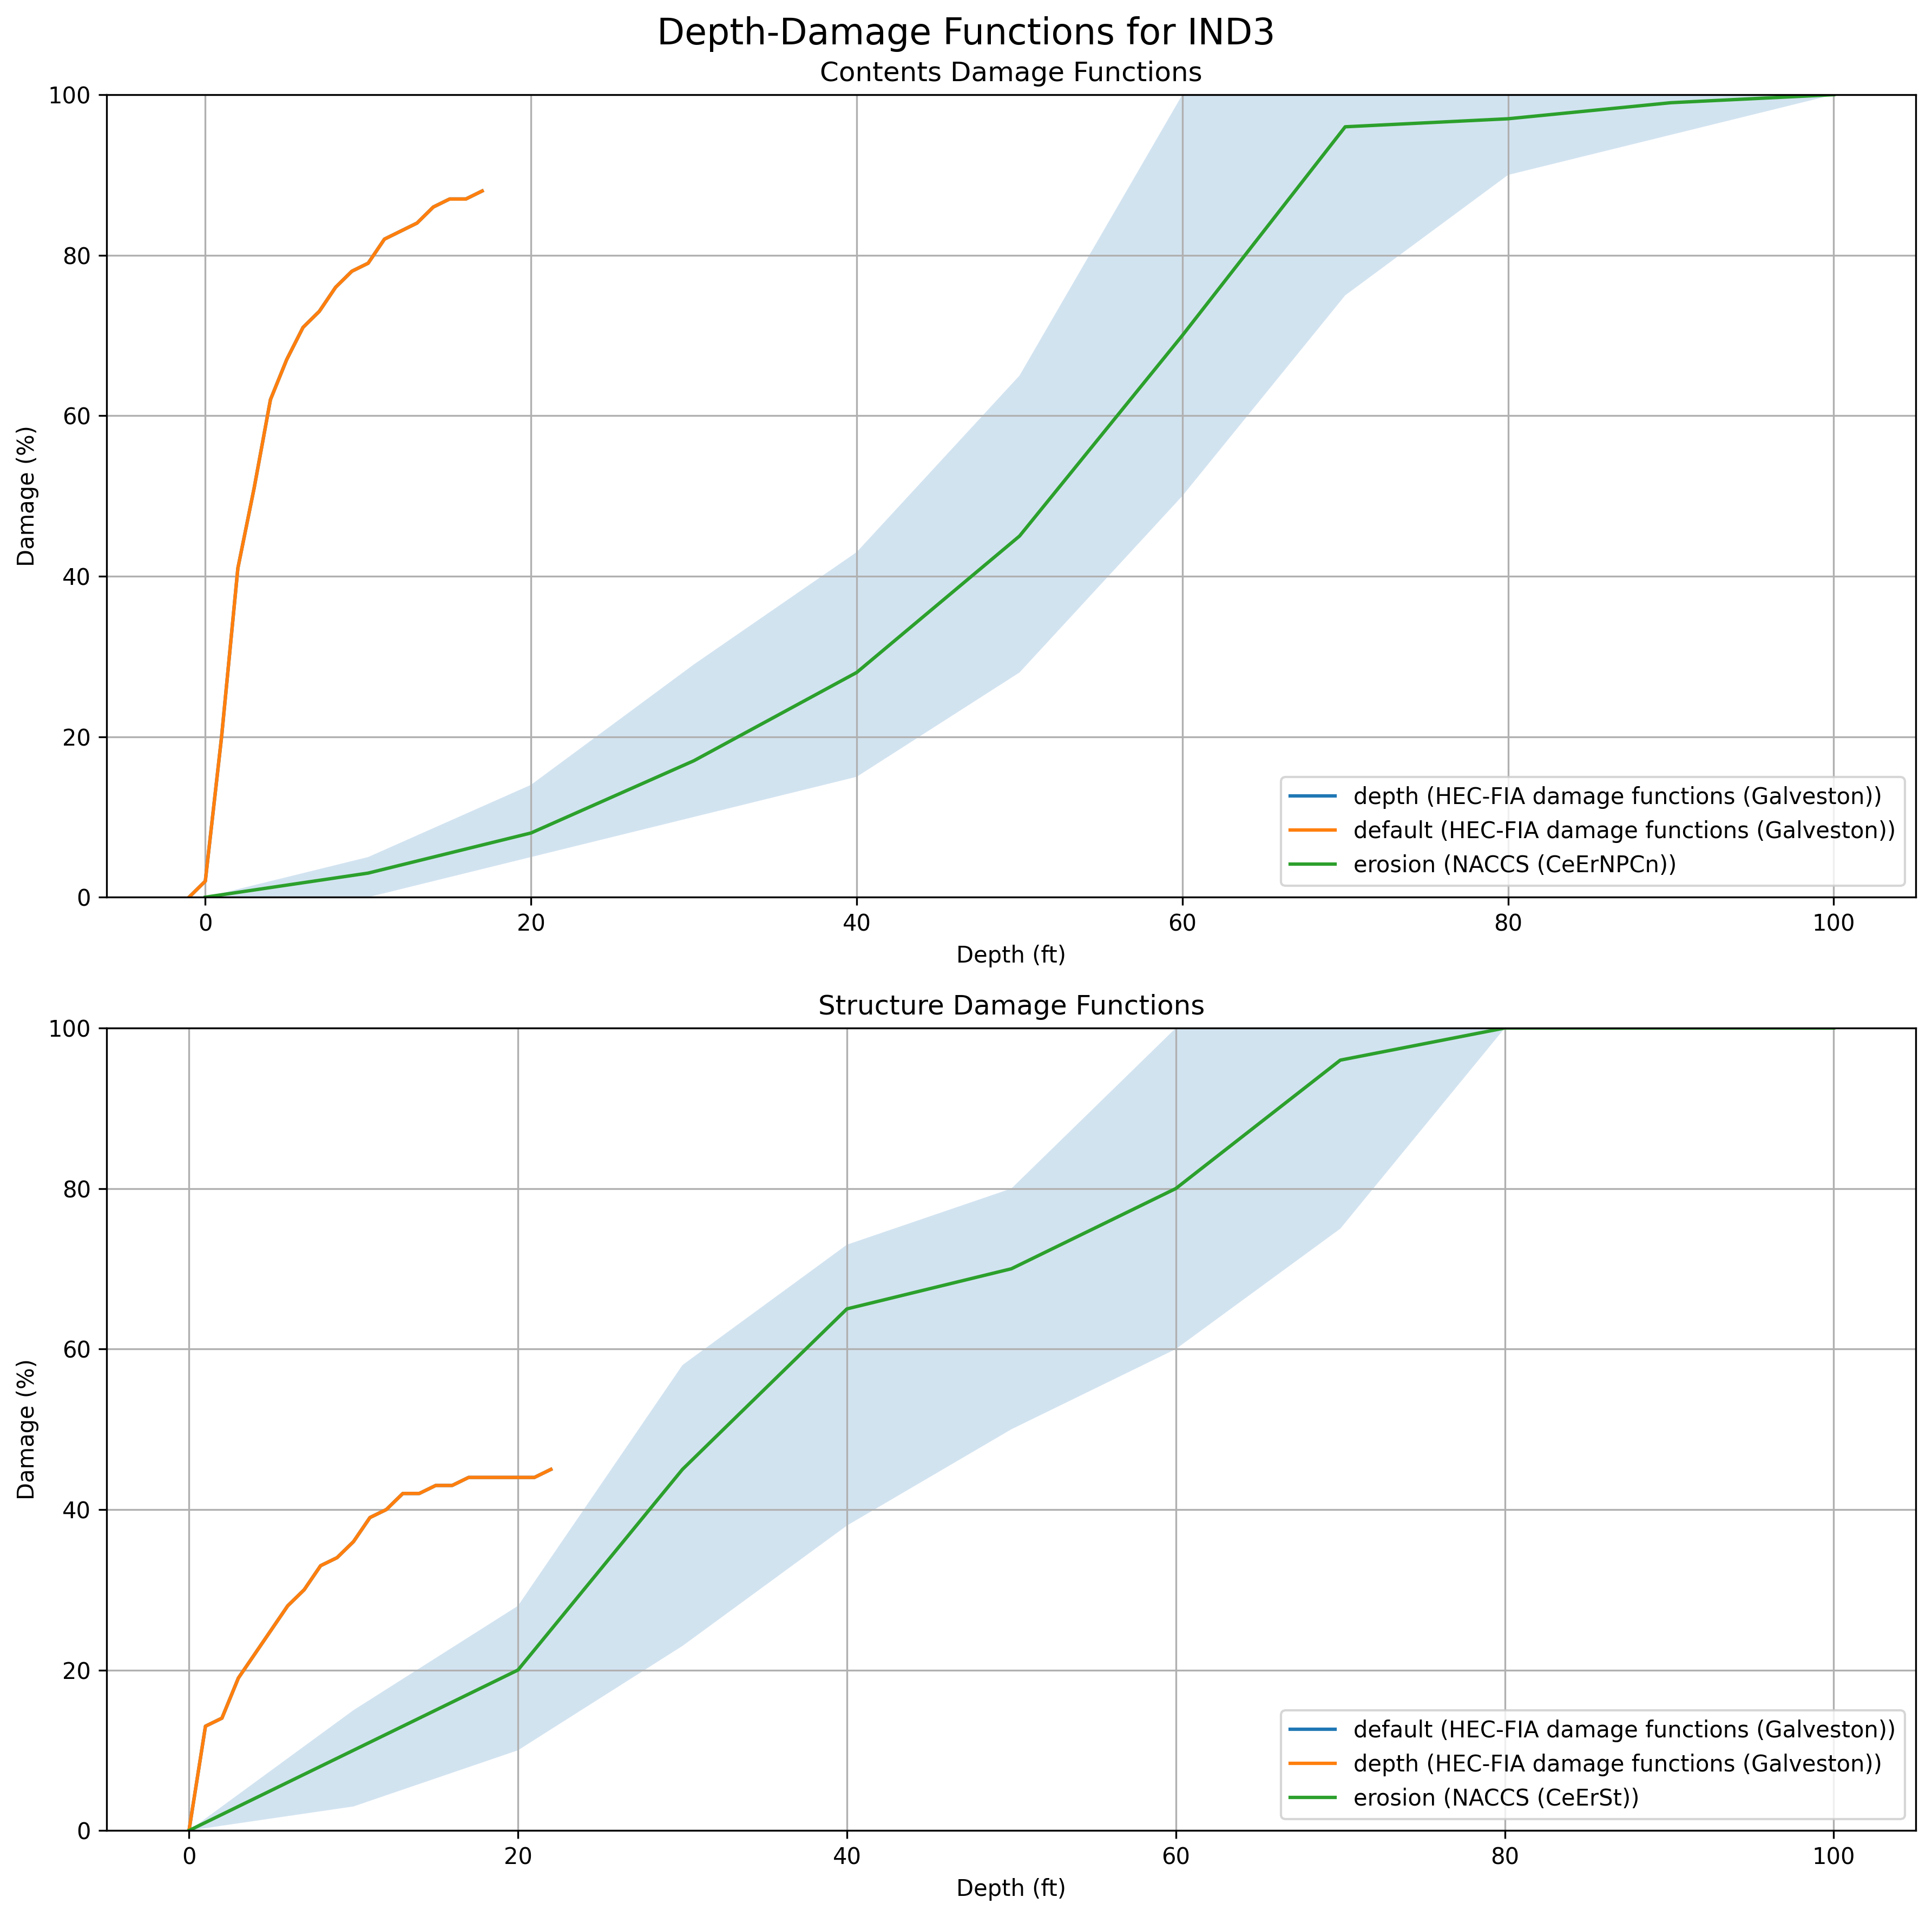 Depth-Damage Functions for IND3
Contents Damage Functions
100
80
60
40
20
0
Damage (%)
0 20 40 60 80 100
Depth (ft)
depth (HEC-FIA damage functions (Galveston))
default (HEC-FIA damage functions (Galveston))
erosion (NACCS (CeErNPCn))
Structure Damage Functions
100
80
60
40
20
0
Damage (%)
0 20 40 60 80 100
Depth (ft)
default (HEC-FIA damage functions (Galveston))
depth (HEC-FIA damage functions (Galveston))
erosion (NACCS (CeErSt))